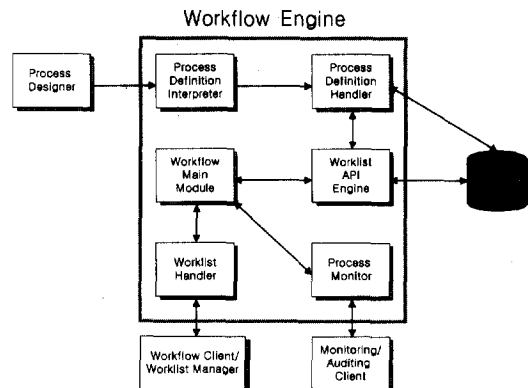 Workflow Engine
Process
Designer
Process
Definition
Interpreter
Process
Definition
Handler
Workflow
Main
Module
Worklist
API
Engine
Worklist
Handler
Process
Monitor
Workflow Client/
Worklist Manager
Monitoring/
Auditing
Client